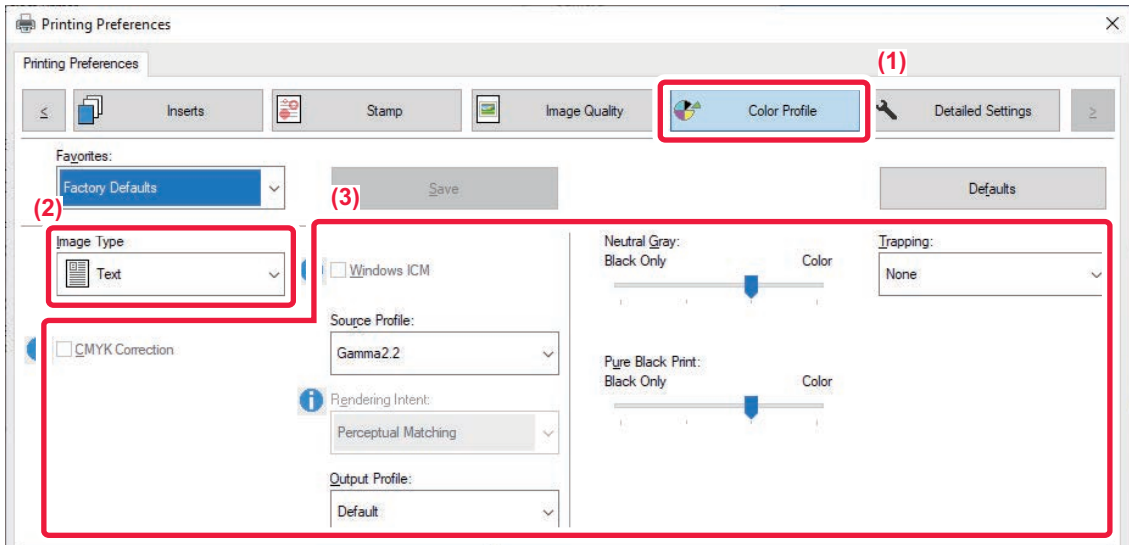 Printing Preferences
Printing Preferences
(1)
< Inserts Stamp Image Quality Color Profile Detailed Settings >
Favorites:
Factory Defaults Save Defaults
(2) (3)
Image Type
Text
CMYK Correction
Windows ICM
Source Profile:
Gamma2.2
Rendering Intent:
Perceptual Matching
Output Profile:
Default
Neutral Gray:
Black Only Color
Pure Black Print:
Black Only Color
Trapping:
None